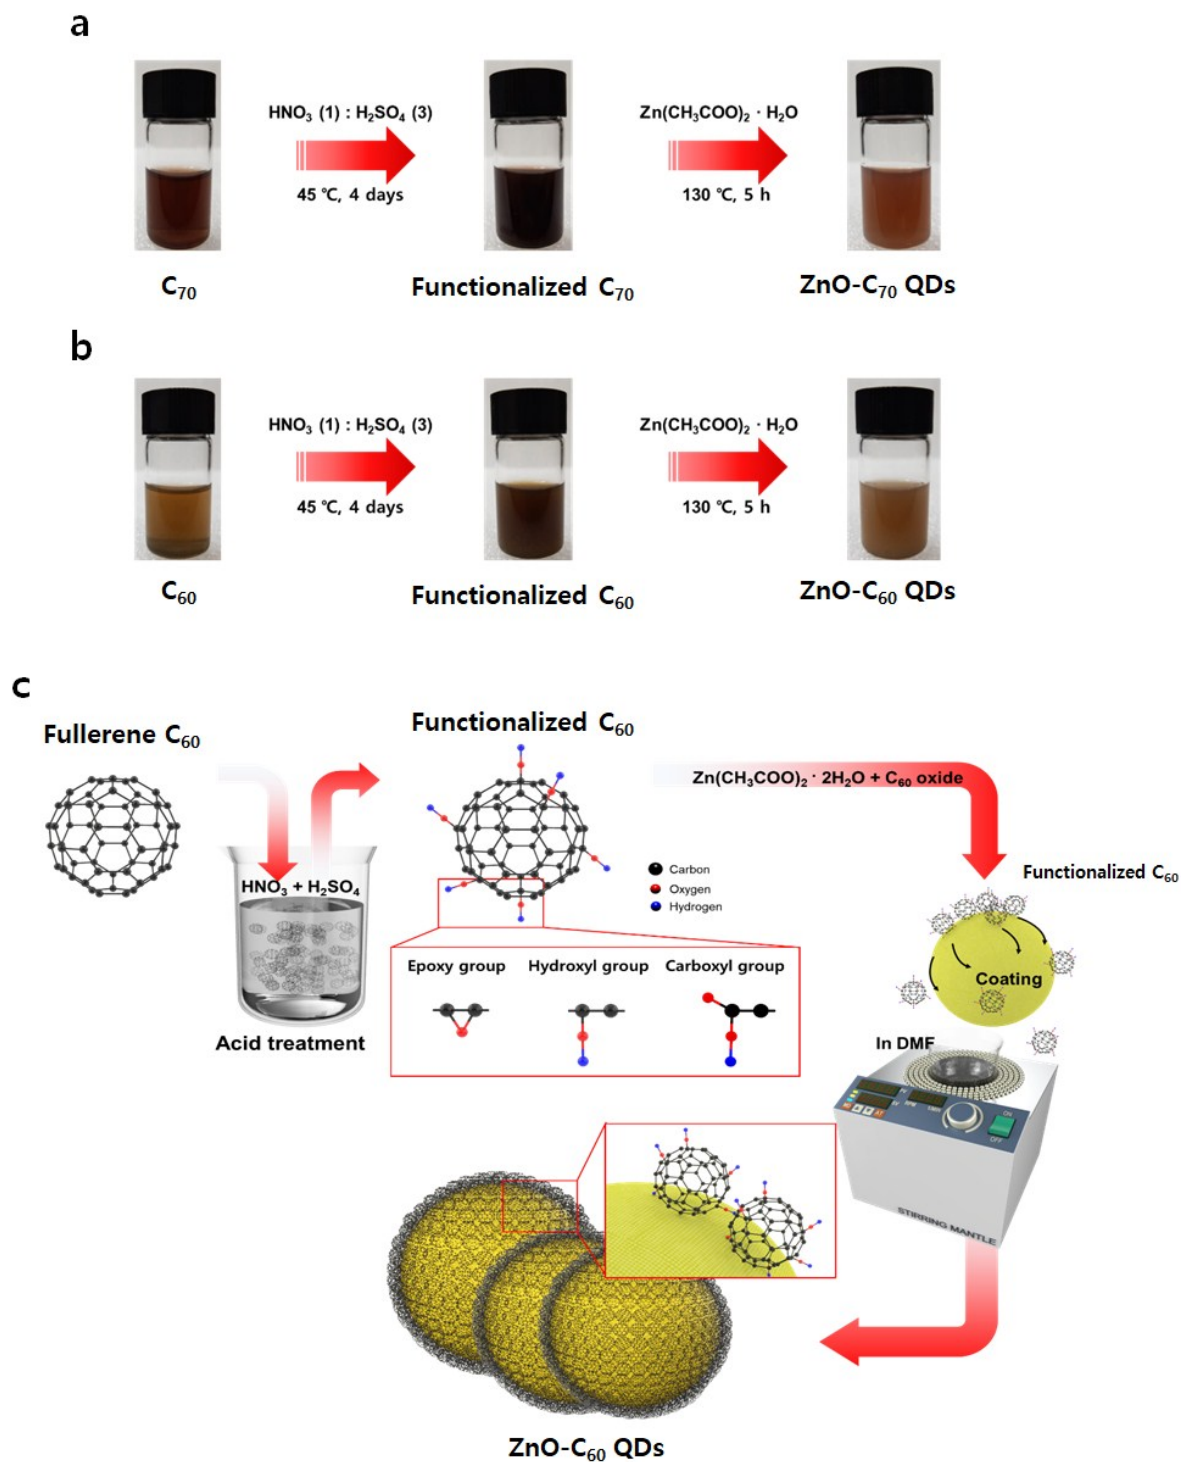 a
HNO₃ (1) : H₂SO₄ (3)
45 ℃, 4 days
Zn(CH₃COO)₂ · H₂O
130 ℃, 5 h
C₇₀
Functionalized C₇₀
ZnO-C₇₀ QDs
b
HNO₃ (1) : H₂SO₄ (3)
45 ℃, 4 days
Zn(CH₃COO)₂ · H₂O
130 ℃, 5 h
C₆₀
Functionalized C₆₀
ZnO-C₆₀ QDs
c
Fullerene C₆₀
Functionalized C₆₀
Zn(CH₃COO)₂ · 2H₂O + C₆₀ oxide
HNO₃ + H₂SO₄
Acid treatment
Carbon
Oxygen
Hydrogen
Functionalized C₆₀
Coating
Epoxy group
Hydroxyl group
Carboxyl group
In DMF
ON
OFF
STIRRING MANTLE
ZnO-C₆₀ QDs